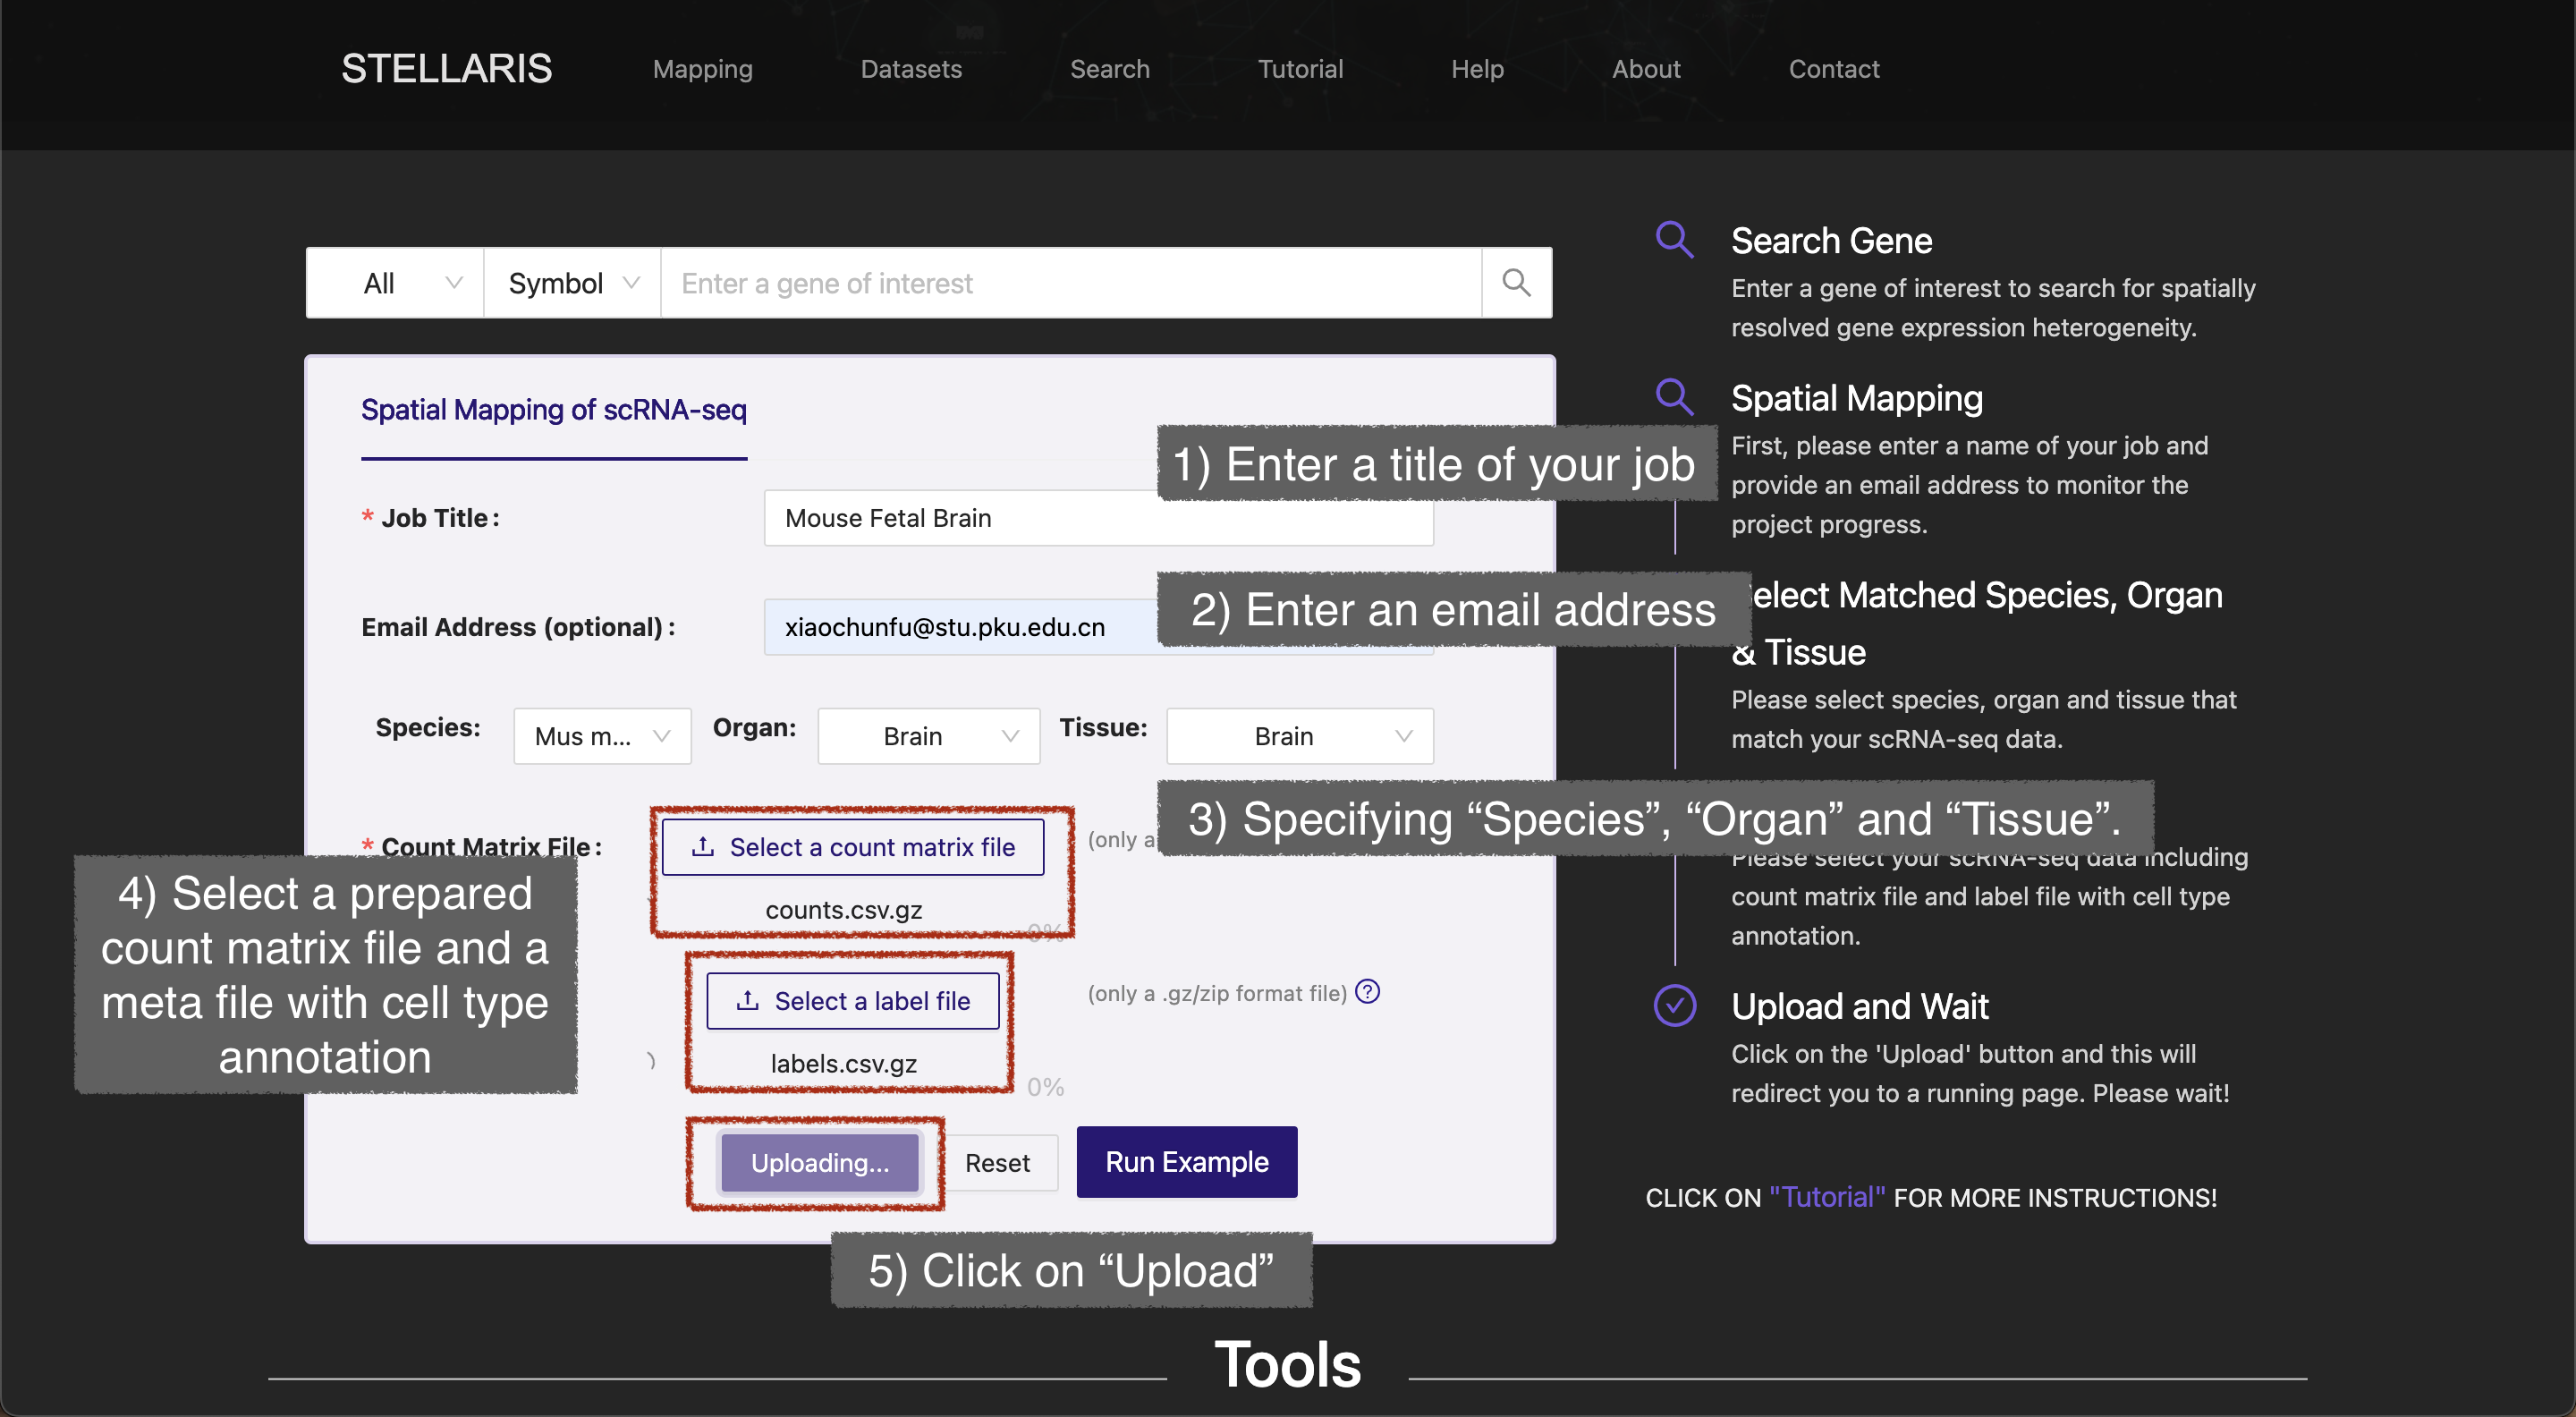 STELLARIS
Mapping
Datasets
Search
Tutorial
Help
About
Contact
All
Symbol
Enter a gene of interest
Spatial Mapping of scRNA-seq
1) Enter a title of your job
* Job Title :
Mouse Fetal Brain
2) Enter an email address
Email Address (optional) :
xiaochunfu@stu.pku.edu.cn
Species:
Mus m...
Organ:
Brain
Tissue:
Brain
3) Specifying “Species”, “Organ” and “Tissue”.
* Count Matrix File :
Select a count matrix file
(only a
counts.csv.gz
0%
4) Select a prepared
count matrix file and a
meta file with cell type
annotation
Select a label file
(only a .gz/zip format file)
labels.csv.gz
0%
Uploading...
Reset
Run Example
5) Click on “Upload”
Search Gene
Enter a gene of interest to search for spatially
resolved gene expression heterogeneity.
Spatial Mapping
First, please enter a name of your job and
provide an email address to monitor the
project progress.
elect Matched Species, Organ
& Tissue
Please select species, organ and tissue that
match your scRNA-seq data.
Please select your scRNA-seq data including
count matrix file and label file with cell type
annotation.
Upload and Wait
Click on the 'Upload' button and this will
redirect you to a running page. Please wait!
CLICK ON "Tutorial" FOR MORE INSTRUCTIONS!
Tools